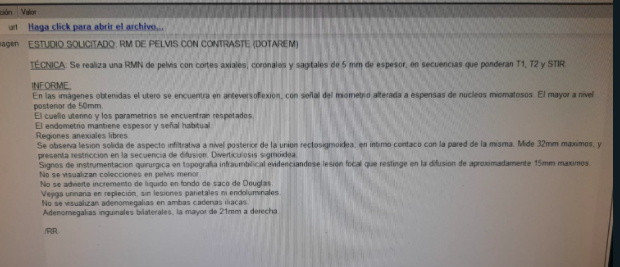 ción Valor
url Haga click para abrir el archivo...
agen ESTUDIO SOLICITADO: RM DE PELVIS CON CONTRASTE (DOTAREM)
TÉCNICA: Se realiza una RMN de pelvis con cortes axiales, coronales y sagitales de 5 mm de espesor, en secuencias que ponderan T1, T2 y STIR.
INFORME:
En las imágenes obtenidas el utero se encuentra en anteversoflexion, con señal del miometrio alterada a expensas de nucleos miomatosos. El mayor a nivel
posterior de 50mm.
El cuello uterino y los parametrios se encuentran respetados.
El endometrio mantiene espesor y señal habitual.
Regiones anexiales libres.
Se observa lesion solida de aspecto infiltrativa a nivel posterior de la union rectosigmoidea, en intimo contaco con la pared de la misma. Mide 32mm maximos, y
presenta restriccion en la secuencia de difusion. Diverticulosis sigmoidea.
Signos de instrumentacion quirurgica en topografia infraumbilical evidenciandose lesion focal que restinge en la difusion de aproximadamente 15mm maximos.
No se visualizan colecciones en pelvis menor.
No se advierte incremento de liquido en fondo de saco de Douglas.
Vejiga urinaria en repleción, sin lesiones parietales ni endoluminales.
No se visualizan adenomegalias en ambas cadenas iliacas.
Adenomegalias inguinales bilaterales, la mayor de 21mm a derecha.
/RR.